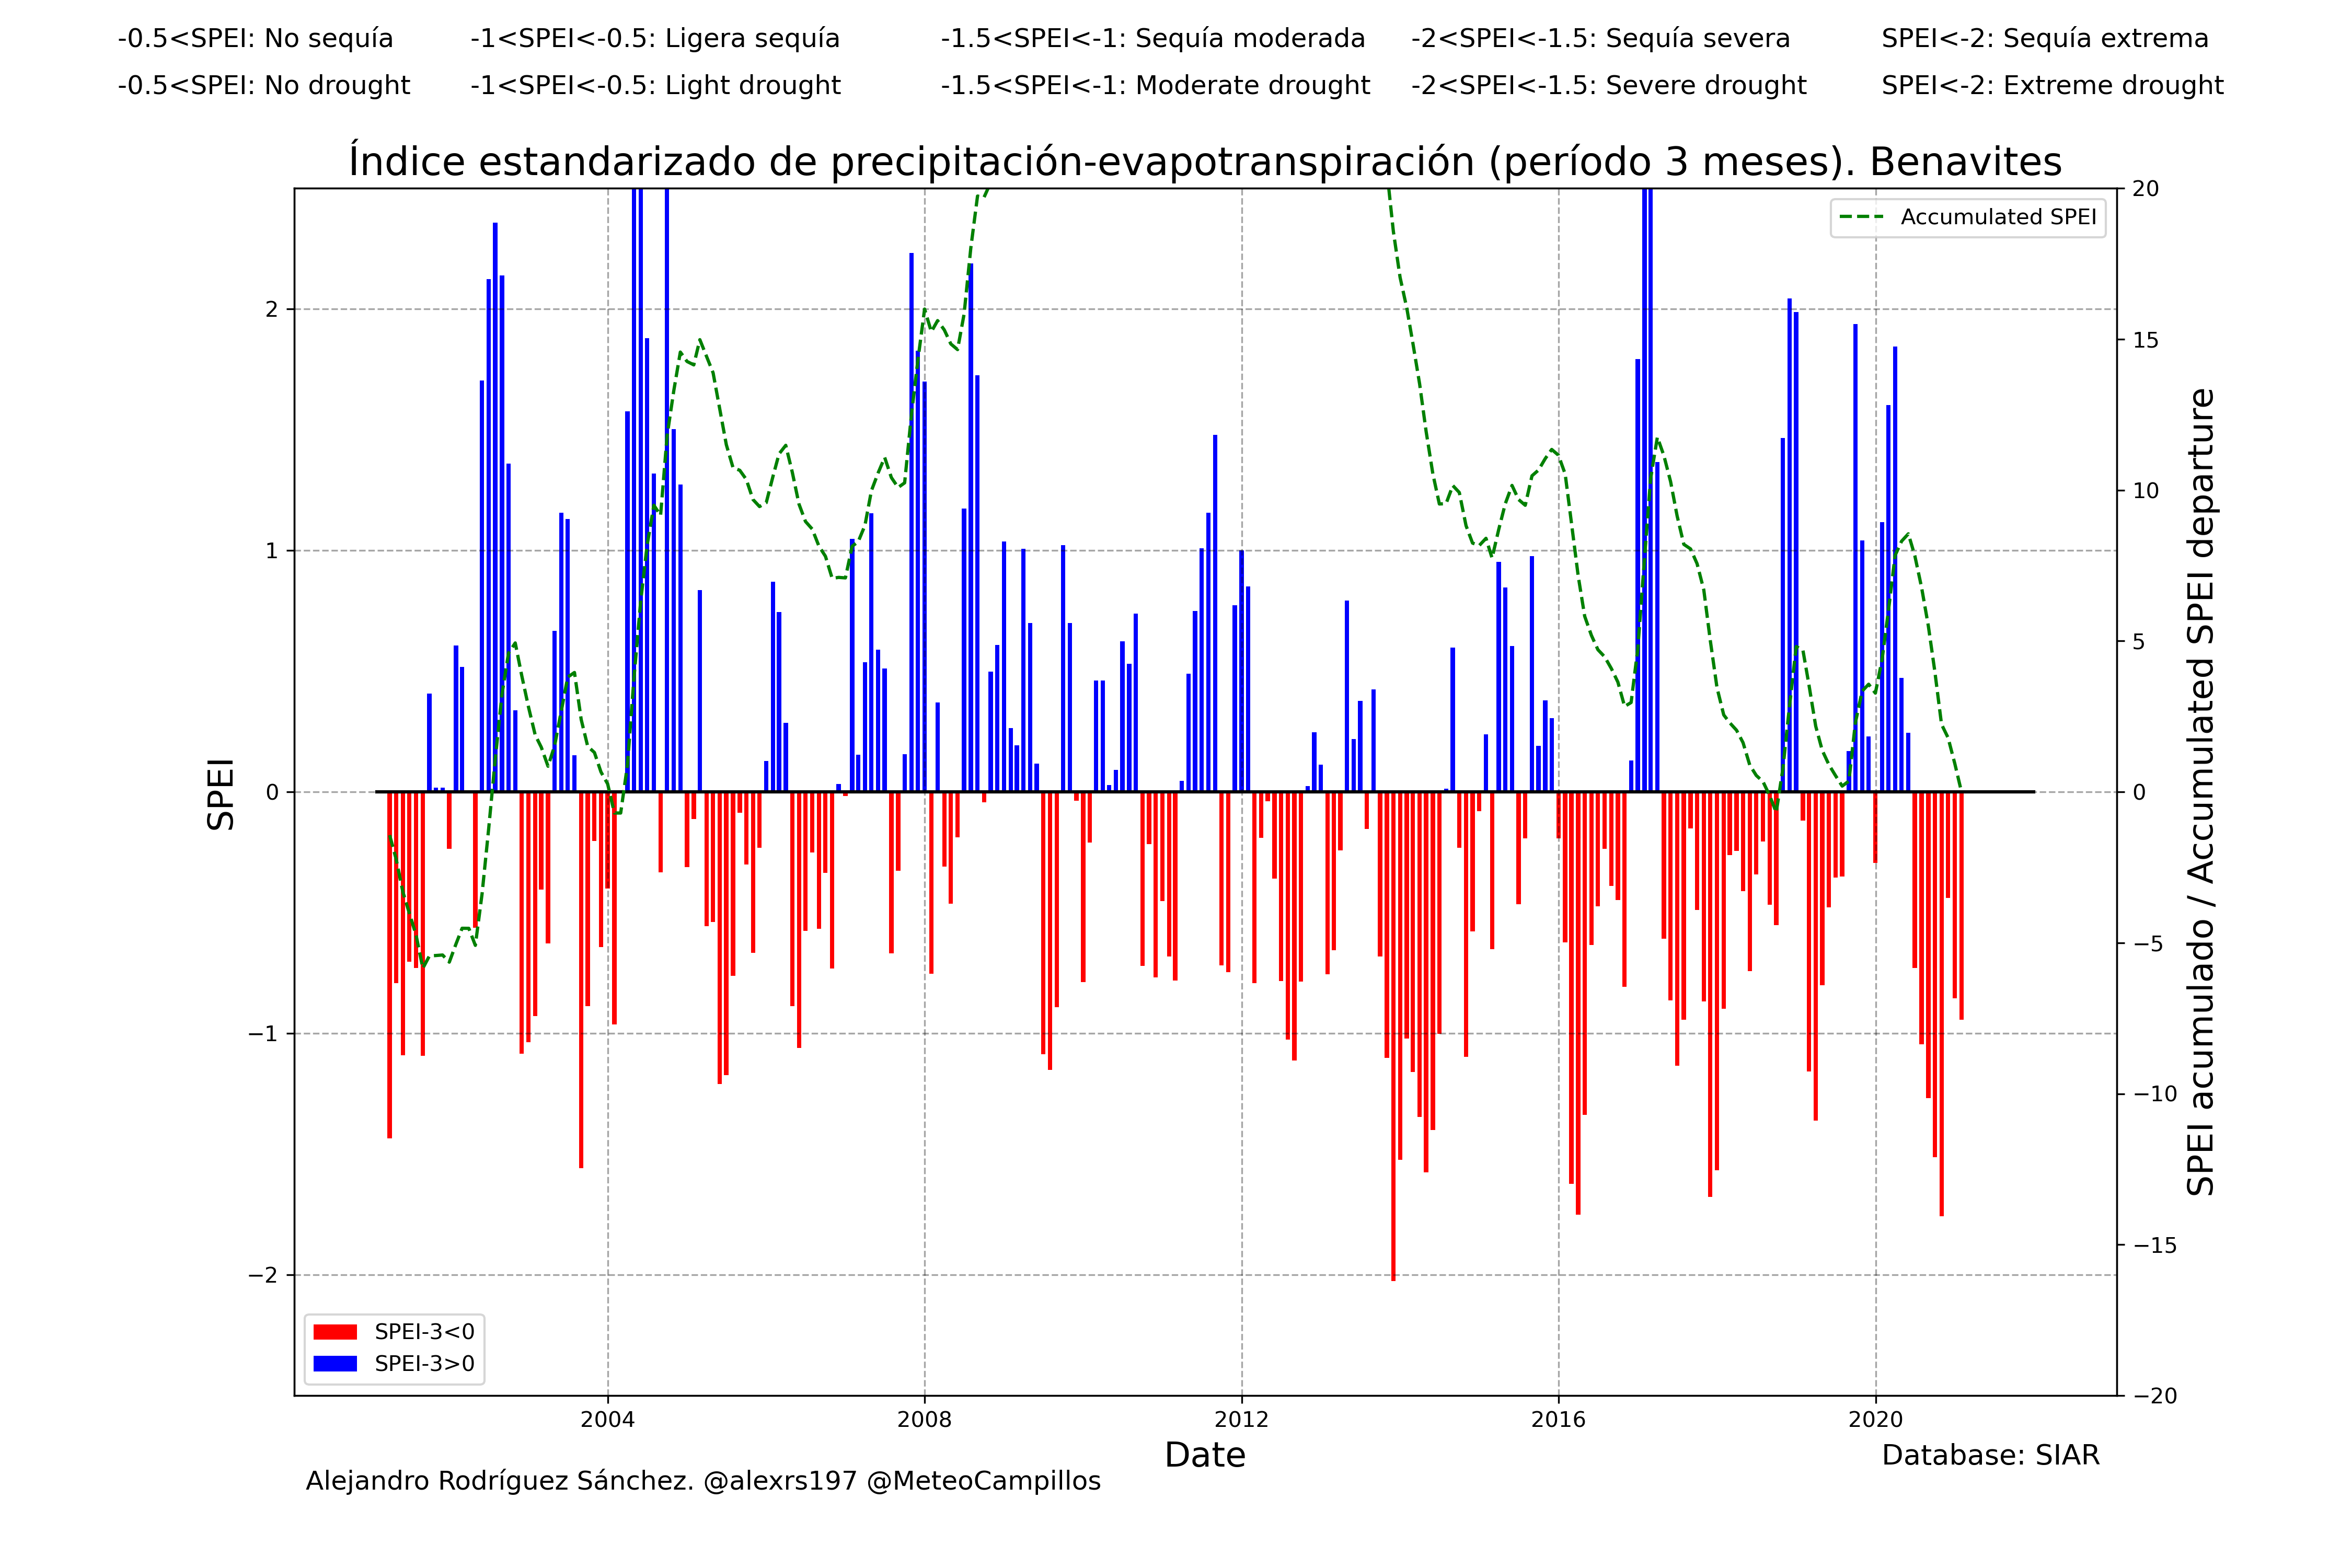 -0.5<SPEI: No sequía -1<SPEI<-0.5: Ligera sequía -1.5<SPEI<-1: Sequía moderada -2<SPEI<-1.5: Sequía severa SPEI<-2: Sequía extrema
-0.5<SPEI: No drought -1<SPEI<-0.5: Light drought -1.5<SPEI<-1: Moderate drought -2<SPEI<-1.5: Severe drought SPEI<-2: Extreme drought
Índice estandarizado de precipitación-evapotranspiración (período 3 meses). Benavites
Accumulated SPEI
SPEI
2
1
0
−1
−2
20
15
10
5
0
−5
−10
−15
−20
SPEI acumulado / Accumulated SPEI departure
SPEI-3<0
SPEI-3>0
2004 2008 2012 2016 2020
Date
Database: SIAR
Alejandro Rodríguez Sánchez. @alexrs197 @MeteoCampillos